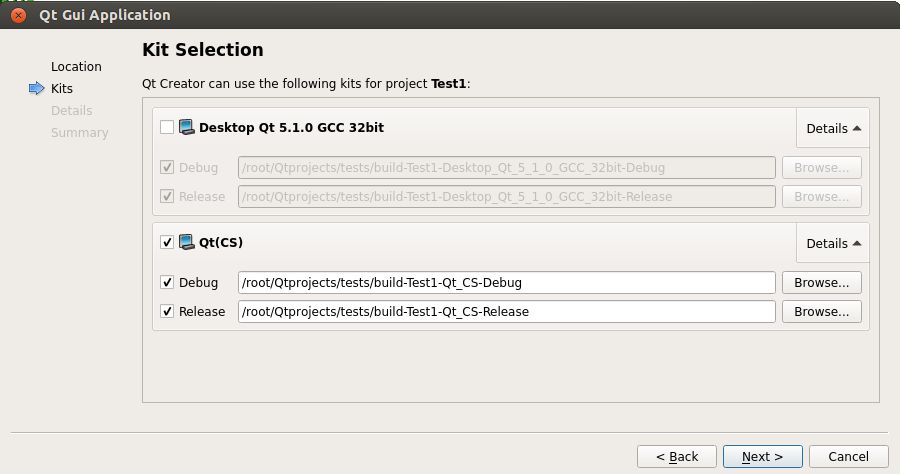 Qt Gui Application
Kit Selection
Location
Kits
Details
Summary
Qt Creator can use the following kits for project Test1:
Desktop Qt 5.1.0 GCC 32bit
Details
Debug
/root/Qtprojects/tests/build-Test1-Desktop_Qt_5_1_0_GCC_32bit-Debug
Browse...
Release
/root/Qtprojects/tests/build-Test1-Desktop_Qt_5_1_0_GCC_32bit-Release
Browse...
Qt(CS)
Details
Debug
/root/Qtprojects/tests/build-Test1-Qt_CS-Debug
Browse...
Release
/root/Qtprojects/tests/build-Test1-Qt_CS-Release
Browse...
< Back
Next >
Cancel